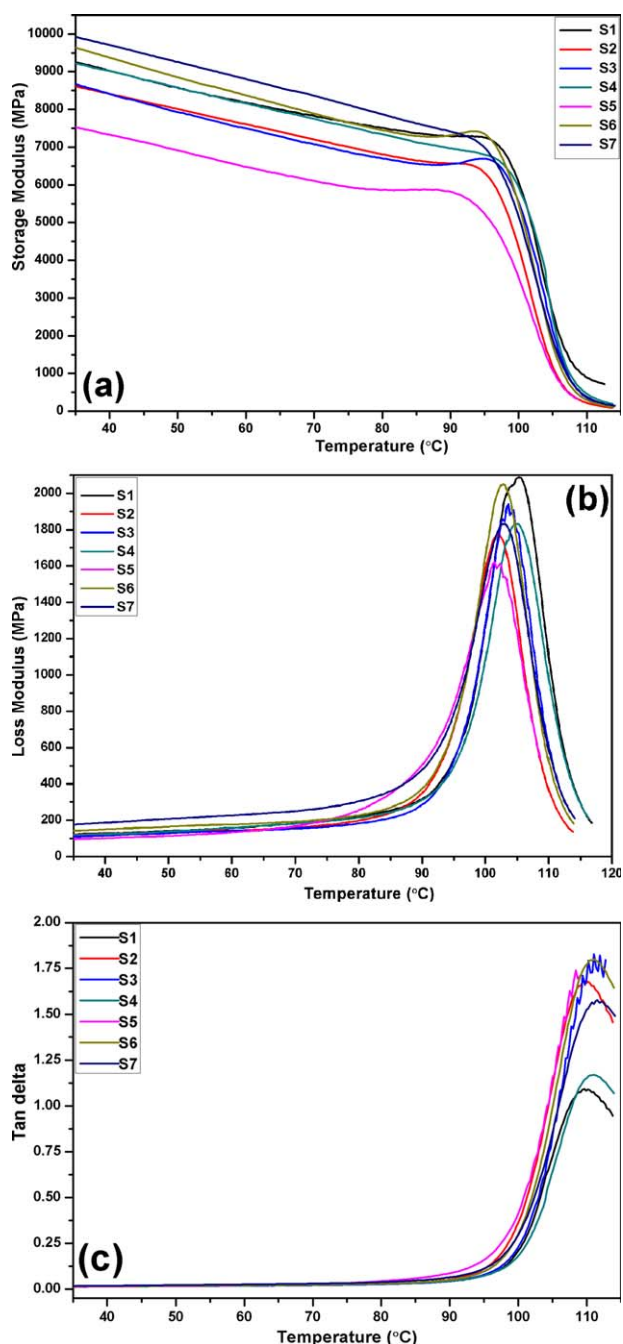 10000
9000
8000
7000
6000
5000
4000
3000
2000
1000
0
Storage Modulus (MPa)
S1
S2
S3
S4
S5
S6
S7
(a)
40 50 60 70 80 90 100 110
Temperature (°C)
2000
1800
1600
1400
1200
1000
800
600
400
200
0
Loss Modulus (MPa)
S1
S2
S3
S4
S5
S6
S7
(b)
40 50 60 70 80 90 100 110 120
Temperature (°C)
2.00
1.75
1.50
1.25
1.00
0.75
0.50
0.25
0.00
Tan delta
S1
S2
S3
S4
S5
S6
S7
(c)
40 50 60 70 80 90 100 110
Temperature (°C)